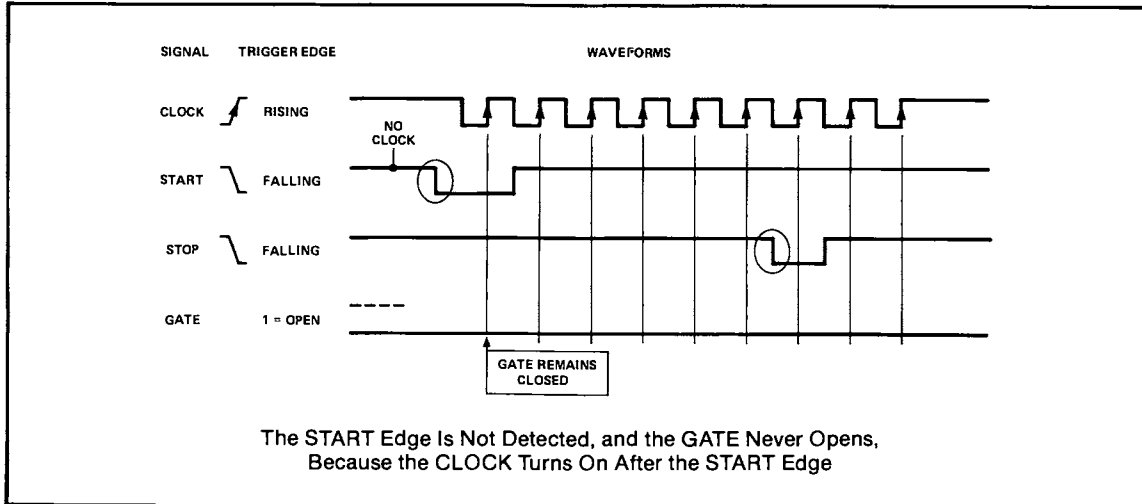 SIGNAL TRIGGER EDGE WAVEFORMS
CLOCK RISING
NO
CLOCK
START FALLING
STOP FALLING
GATE 1 = OPEN
GATE REMAINS
CLOSED
The START Edge Is Not Detected, and the GATE Never Opens,
Because the CLOCK Turns On After the START Edge